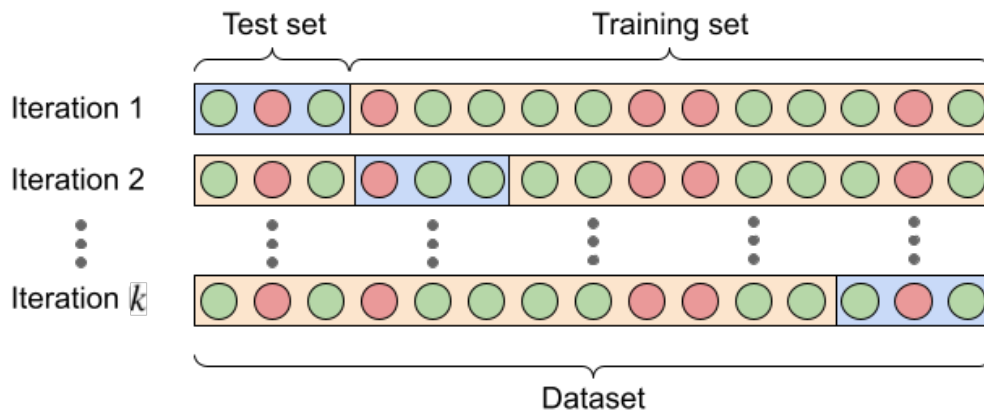 Test set
Training set
Iteration 1
Iteration 2
Iteration k
Dataset